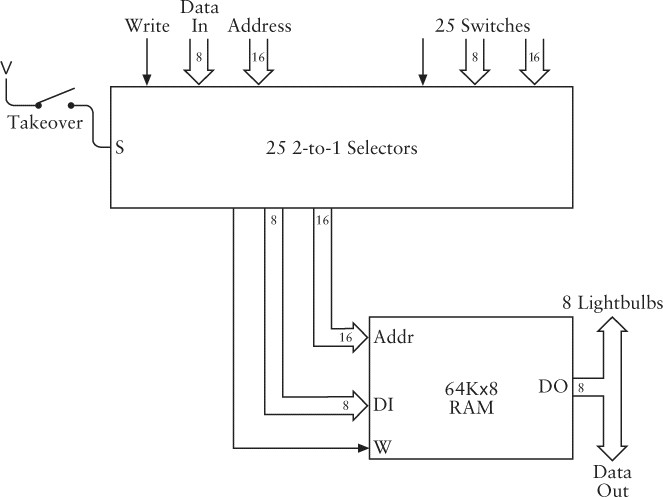 Data
Write In Address 25 Switches
8 16 8 16
V
Takeover
S 25 2-to-1 Selectors
8 16
8 Lightbulbs
16 Addr
64Kx8 DO 8
RAM
8 DI
W
Data
Out